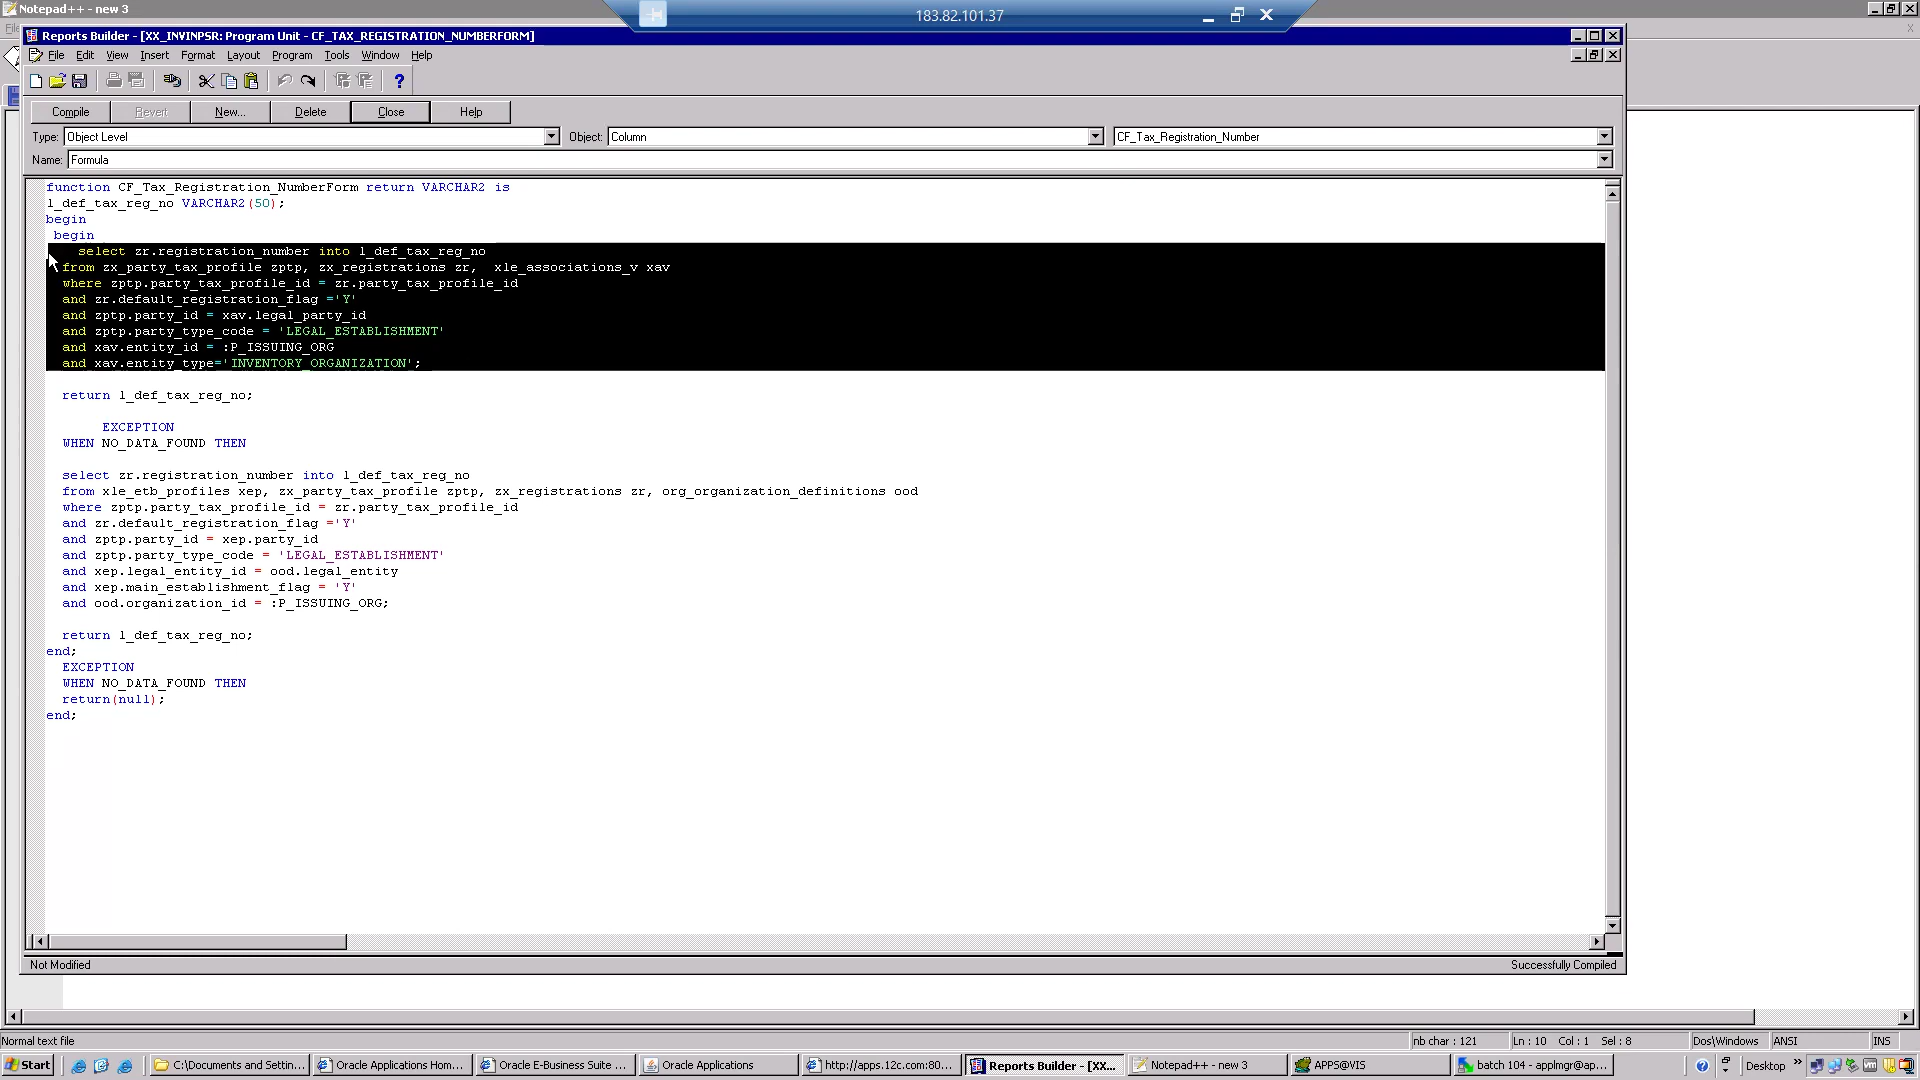 Notepad++ - new 3
183.82.101.37
Reports Builder - [XX_INVINPSR: Program Unit - CF_TAX_REGISTRATION_NUMBERFORM]
File Edit View Insert Format Layout Program Tools Window Help
Compile Revert New... Delete Close Help
Type: Object Level Object: Column CF_Tax_Registration_Number
Name: Formula
function CF_Tax_Registration_NumberForm return VARCHAR2 is
l_def_tax_reg_no VARCHAR2(50);
begin
begin
select zr.registration_number into l_def_tax_reg_no
from zx_party_tax_profile zptp, zx_registrations zr, xle_associations_v xav
where zptp.party_tax_profile_id = zr.party_tax_profile_id
and zr.default_registration_flag ='Y'
and zptp.party_id = xav.legal_party_id
and zptp.party_type_code = 'LEGAL_ESTABLISHMENT'
and xav.entity_id = :P_ISSUING_ORG
and xav.entity_type='INVENTORY_ORGANIZATION';
return l_def_tax_reg_no;
EXCEPTION
WHEN NO_DATA_FOUND THEN
select zr.registration_number into l_def_tax_reg_no
from xle_etb_profiles xep, zx_party_tax_profile zptp, zx_registrations zr, org_organization_definitions ood
where zptp.party_tax_profile_id = zr.party_tax_profile_id
and zr.default_registration_flag ='Y'
and zptp.party_id = xep.party_id
and zptp.party_type_code = 'LEGAL_ESTABLISHMENT'
and xep.legal_entity_id = ood.legal_entity
and xep.main_establishment_flag = 'Y'
and ood.organization_id = :P_ISSUING_ORG;
return l_def_tax_reg_no;
end;
EXCEPTION
WHEN NO_DATA_FOUND THEN
return(null);
end;
Not Modified Successfully Compiled
Normal text file nb char : 121 Ln : 10 Col : 1 Sel : 8 Dos\Windows ANSI INS
Start C:\Documents and Settin... Oracle Applications Hom... Oracle E-Business Suite ... Oracle Applications http://apps.12c.com:80... Reports Builder - [XX... Notepad++ - new 3 APPS@VIS batch 104 - applmgr@ap... Desktop